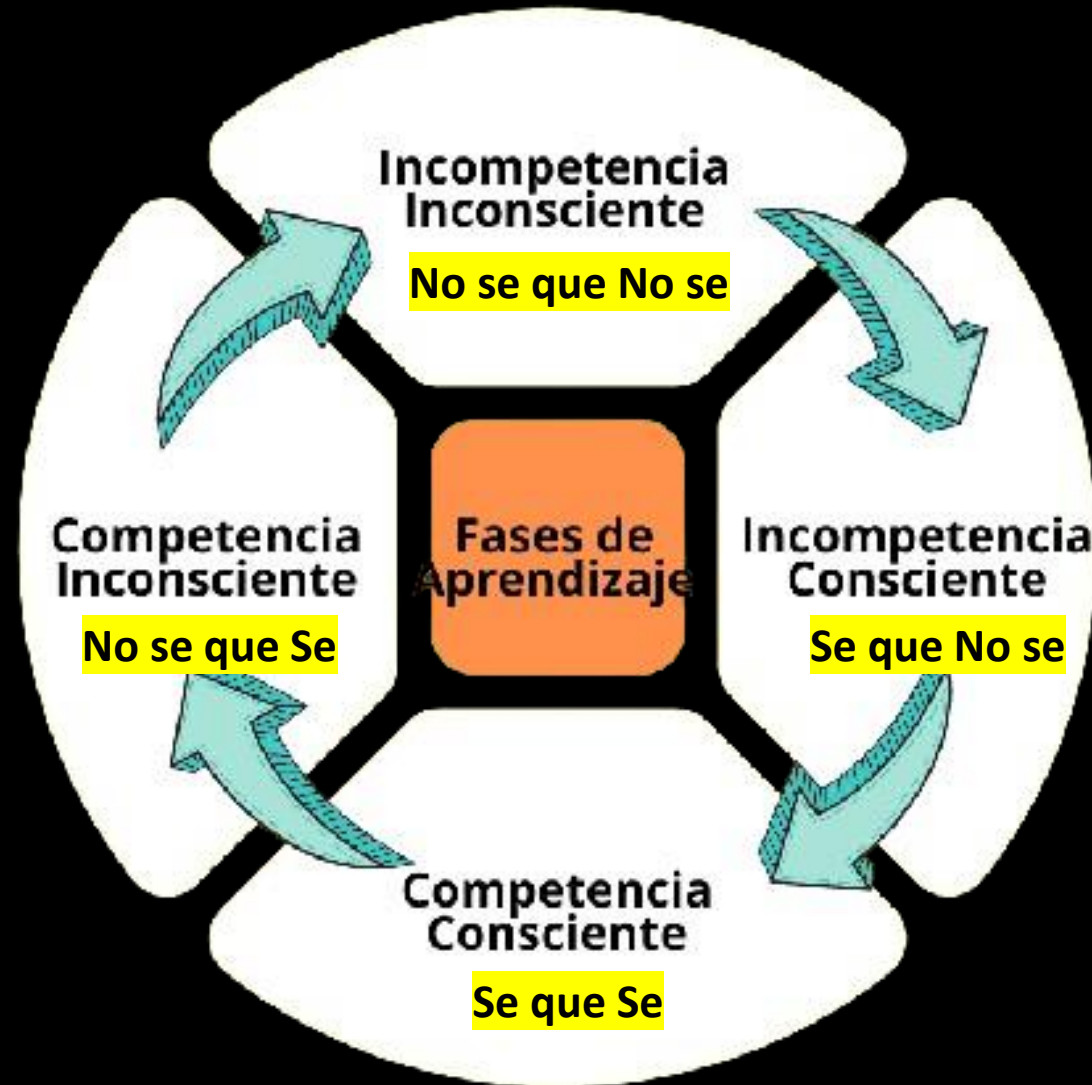 Incompetencia
Inconsciente
No se que No se
Competencia
Inconsciente
No se que Se
Fases de
Aprendizaje
Incompetencia
Consciente
Se que No se
Competencia
Consciente
Se que Se